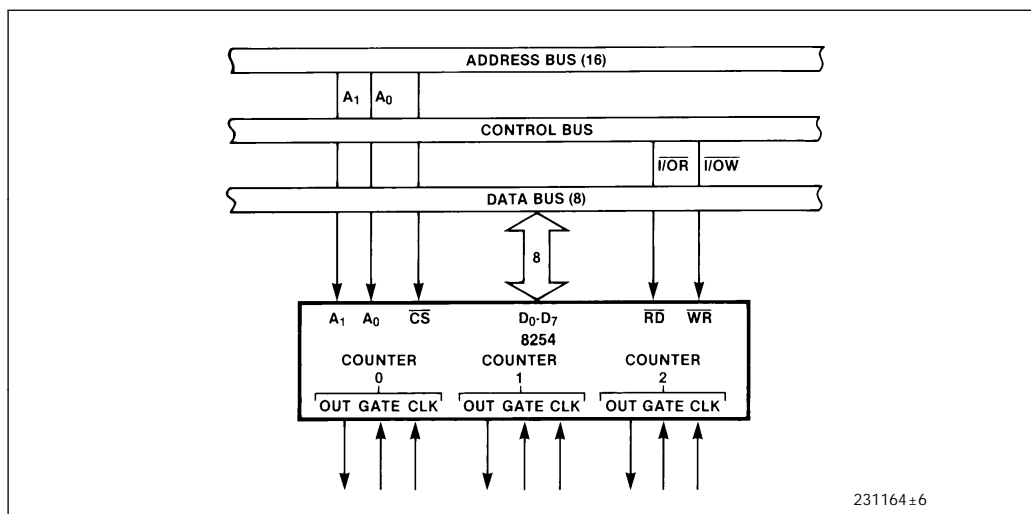 ADDRESS BUS (16)
A₁ A₀
CONTROL BUS
I/OR I/OW
DATA BUS (8)
8
A₁ A₀ CS D₀-D₇ RD WR
8254
COUNTER COUNTER COUNTER
0 1 2
OUT GATE CLK OUT GATE CLK OUT GATE CLK
231164±6